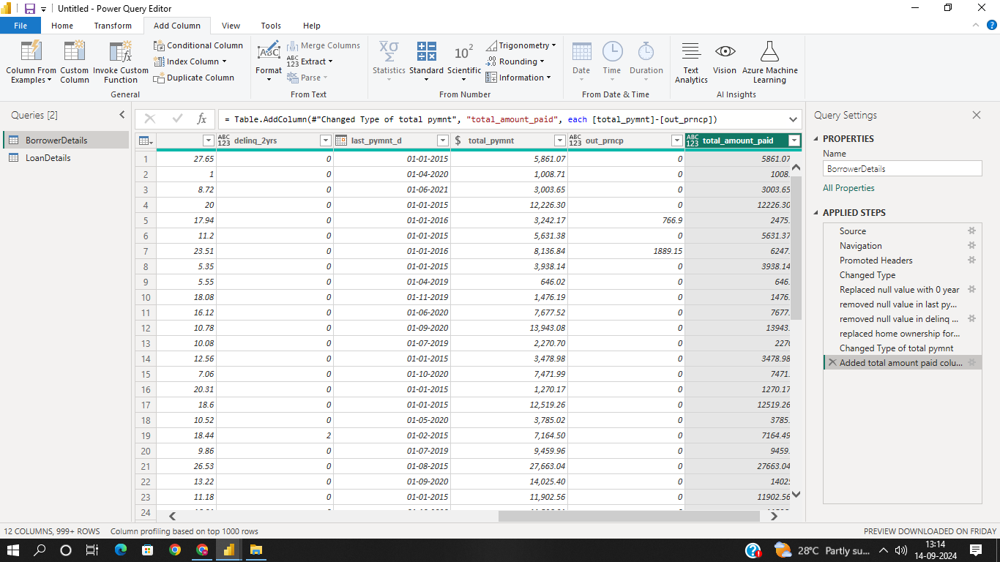 Untitled - Power Query Editor
File Home Transform Add Column View Tools Help
Column From Examples
Custom Column
Invoke Custom Function
Conditional Column
Index Column
Duplicate Column
General
Format
Merge Columns
Extract
Parse
From Text
Statistics
Standard
Scientific
Trigonometry
Rounding
Information
From Number
Date
Time
Duration
From Date & Time
Text Analytics
Vision
Azure Machine Learning
AI Insights
Queries [2]
BorrowerDetails
LoanDetails
= Table.AddColumn(#"Changed Type of total pymnt", "total_amount_paid", each [total_pymnt]-[out_prncp])
ABC 123 delinq_2yrs last_pymnt_d $ total_pymnt ABC 123 out_prncp ABC 123 total_amount_paid
1 27.65 0 01-01-2015 5,861.07 0 5861.07
2 1 0 01-04-2020 1,008.71 0 1008.
3 8.72 0 01-06-2021 3,003.65 0 3003.65
4 20 0 01-01-2015 12,226.30 0 12226.30
5 17.94 0 01-01-2016 3,242.17 766.9 2475.
6 11.2 0 01-01-2015 5,631.38 0 5631.37
7 23.51 0 01-01-2016 8,136.84 1889.15 6247.
8 5.35 0 01-01-2015 3,938.14 0 3938.14
9 5.55 0 01-04-2019 646.02 0 646.
10 18.08 0 01-11-2019 1,476.19 0 1476.
11 16.12 0 01-06-2020 7,677.52 0 7677.
12 10.78 0 01-09-2020 13,943.08 0 13943.
13 10.08 0 01-07-2019 2,270.70 0 227
14 12.56 0 01-01-2015 3,478.98 0 3478.98
15 7.06 0 01-10-2020 7,471.99 0 7471.
16 20.31 0 01-01-2015 1,270.17 0 1270.17
17 18.6 0 01-01-2015 12,519.26 0 12519.26
18 10.52 0 01-05-2020 3,785.02 0 3785.
19 18.44 2 01-02-2015 7,164.50 0 7164.49
20 9.86 0 01-07-2019 9,459.96 0 9459.
21 26.53 0 01-08-2015 27,663.04 0 27663.04
22 13.22 0 01-09-2020 14,025.40 0 1402
23 11.18 0 01-01-2015 11,902.56 0 11902.56
24
Query Settings
PROPERTIES
Name
BorrowerDetails
All Properties
APPLIED STEPS
Source
Navigation
Promoted Headers
Changed Type
Replaced null value with 0 year
removed null value in last py...
removed null value in delinq ...
replaced home ownership for...
Changed Type of total pymnt
Added total amount paid colu...
12 COLUMNS, 999+ ROWS Column profiling based on top 1000 rows PREVIEW DOWNLOADED ON FRIDAY
28°C Partly su... 13:14
14-09-2024